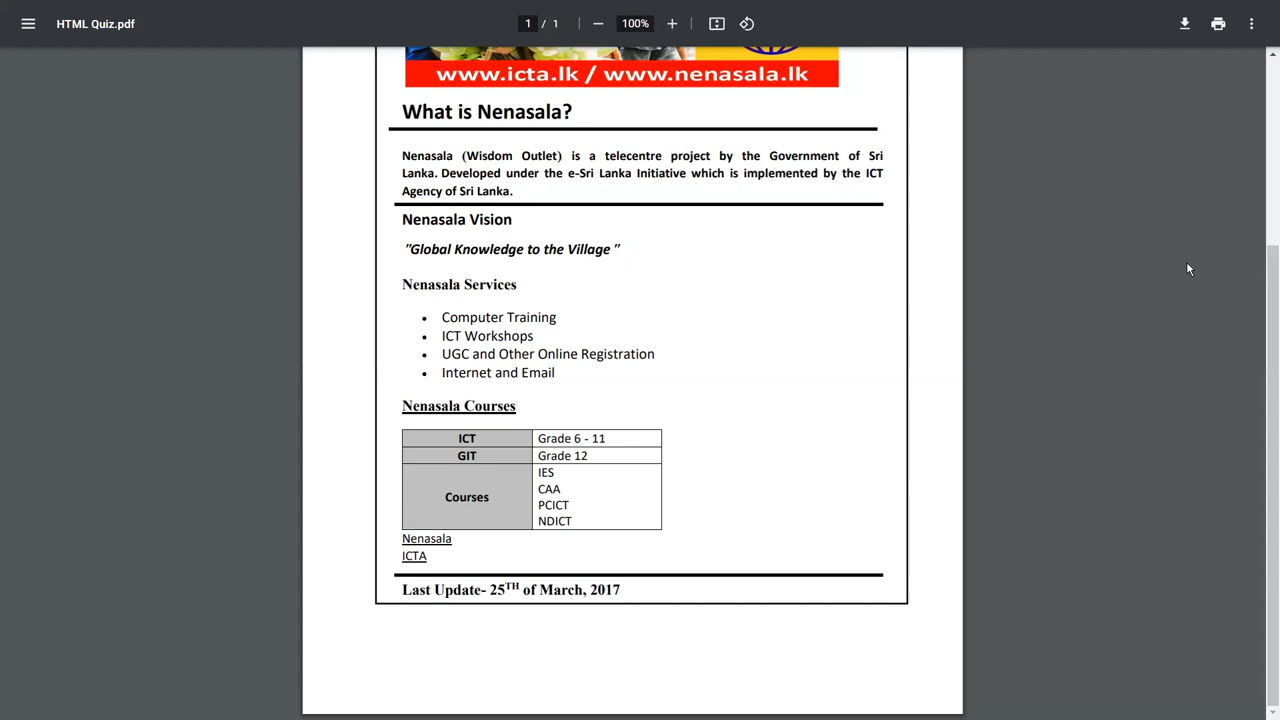 HTML Quiz.pdf
1 / 1
100%
www.icta.lk / www.nenasala.lk
What is Nenasala?
Nenasala (Wisdom Outlet) is a telecentre project by the Government of Sri
Lanka. Developed under the e-Sri Lanka Initiative which is implemented by the ICT
Agency of Sri Lanka.
Nenasala Vision
"Global Knowledge to the Village "
Nenasala Services
• Computer Training
• ICT Workshops
• UGC and Other Online Registration
• Internet and Email
Nenasala Courses
ICT Grade 6 - 11
GIT Grade 12
Courses
IES
CAA
PCICT
NDICT
Nenasala
ICTA
Last Update- 25TH of March, 2017